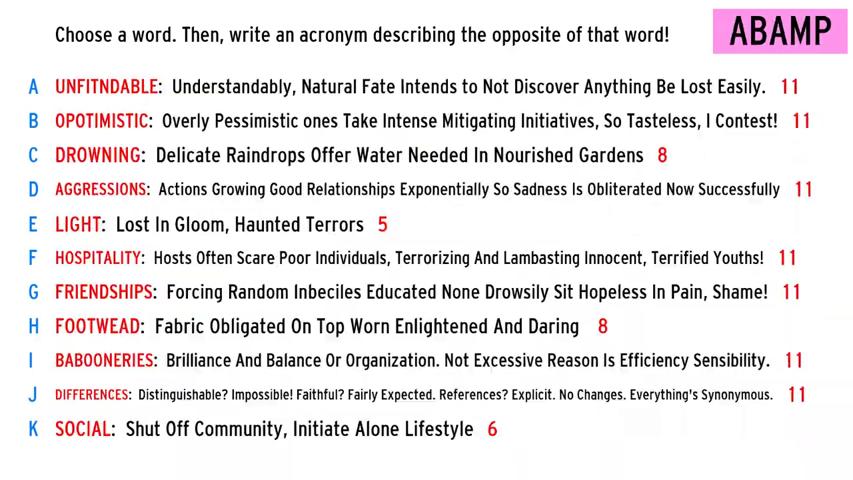 Choose a word. Then, write an acronym describing the opposite of that word!
ABAMP
A UNFITNDABLE: Understandably, Natural Fate Intends to Not Discover Anything Be Lost Easily. 11
B OPOTIMISTIC: Overly Pessimistic ones Take Intense Mitigating Initiatives, So Tasteless, I Contest! 11
C DROWNING: Delicate Raindrops Offer Water Needed In Nourished Gardens 8
D AGGRESSIONS: Actions Growing Good Relationships Exponentially So Sadness Is Obliterated Now Successfully 11
E LIGHT: Lost In Gloom, Haunted Terrors 5
F HOSPITALITY: Hosts Often Scare Poor Individuals, Terrorizing And Lambasting Innocent, Terrified Youths! 11
G FRIENDSHIPS: Forcing Random Inbeciles Educated None Drowsily Sit Hopeless In Pain, Shame! 11
H FOOTWEAD: Fabric Obligated On Top Worn Enlightened And Daring 8
I BABOONERIES: Brilliance And Balance Or Organization. Not Excessive Reason Is Efficiency Sensibility. 11
J DIFFERENCES: Distinguishable? Impossible! Faithful? Fairly Expected. References? Explicit. No Changes. Everything's Synonymous. 11
K SOCIAL: Shut Off Community, Initiate Alone Lifestyle 6